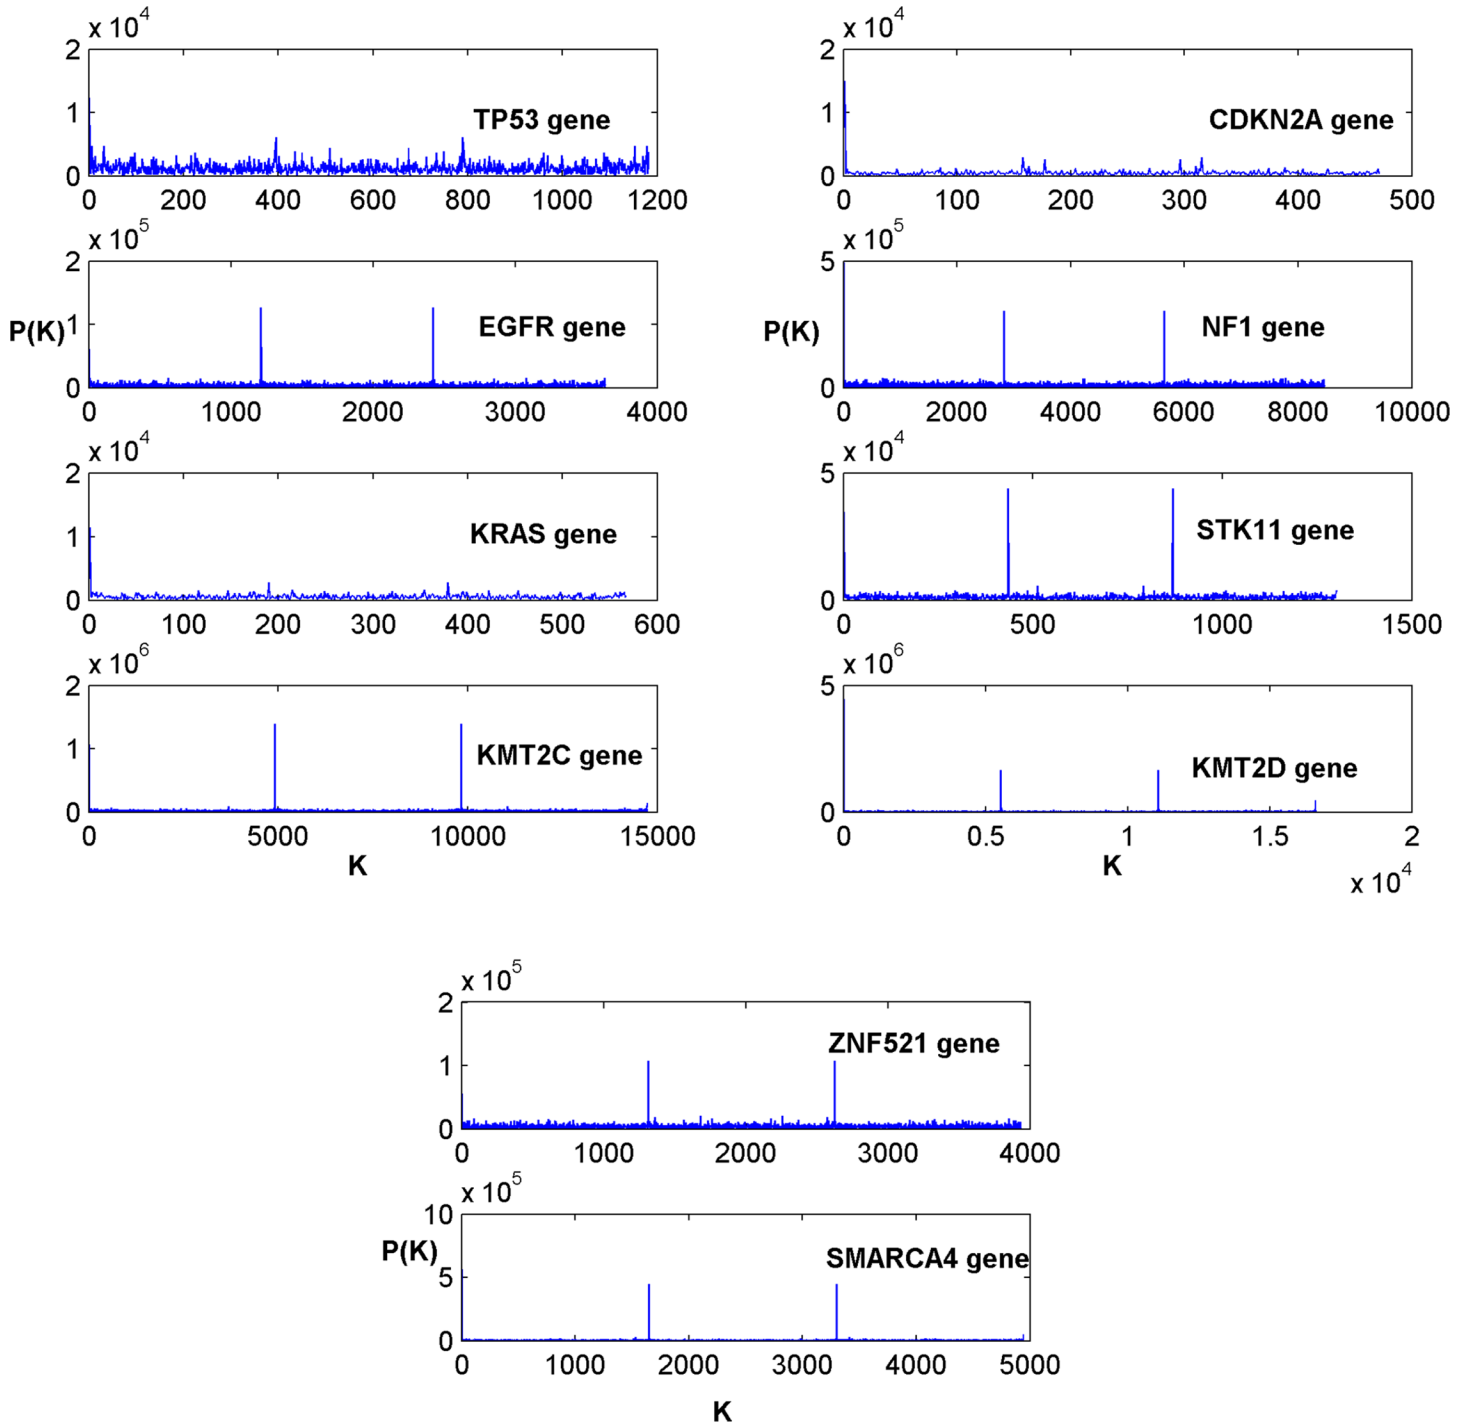 x 10^4
2
1
0
TP53 gene
0 200 400 600 800 1000 1200
x 10^4
2
1
0
CDKN2A gene
0 100 200 300 400 500
x 10^5
2
1
0
P(K)
EGFR gene
0 1000 2000 3000 4000
x 10^5
5
0
P(K)
NF1 gene
0 2000 4000 6000 8000 10000
x 10^4
2
1
0
KRAS gene
0 100 200 300 400 500 600
x 10^4
5
0
STK11 gene
0 500 1000 1500
x 10^6
2
1
0
KMT2C gene
0 5000 10000 15000
K
x 10^6
5
0
KMT2D gene
0 0.5 1 1.5 2
K
x 10^4
x 10^5
2
1
0
ZNF521 gene
0 1000 2000 3000 4000
x 10^5
10
5
0
P(K)
SMARCA4 gene
0 1000 2000 3000 4000 5000
K